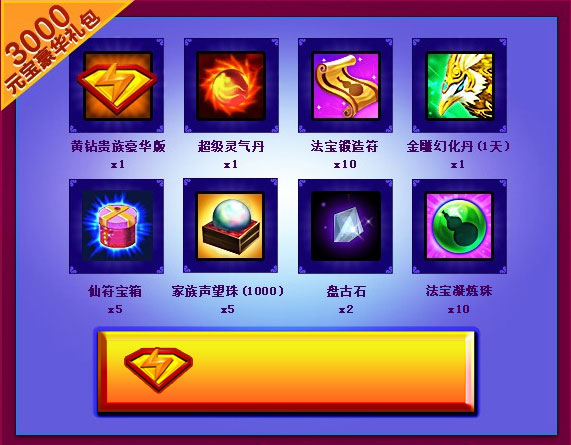 3000
元宝豪华礼包
黄钻贵族豪华版
x1
超级灵气丹
x1
法宝锻造符
x10
金雕幻化丹(1天)
x1
仙符宝箱
x5
家族声望珠(1000)
x5
盘古石
x2
法宝凝炼珠
x10